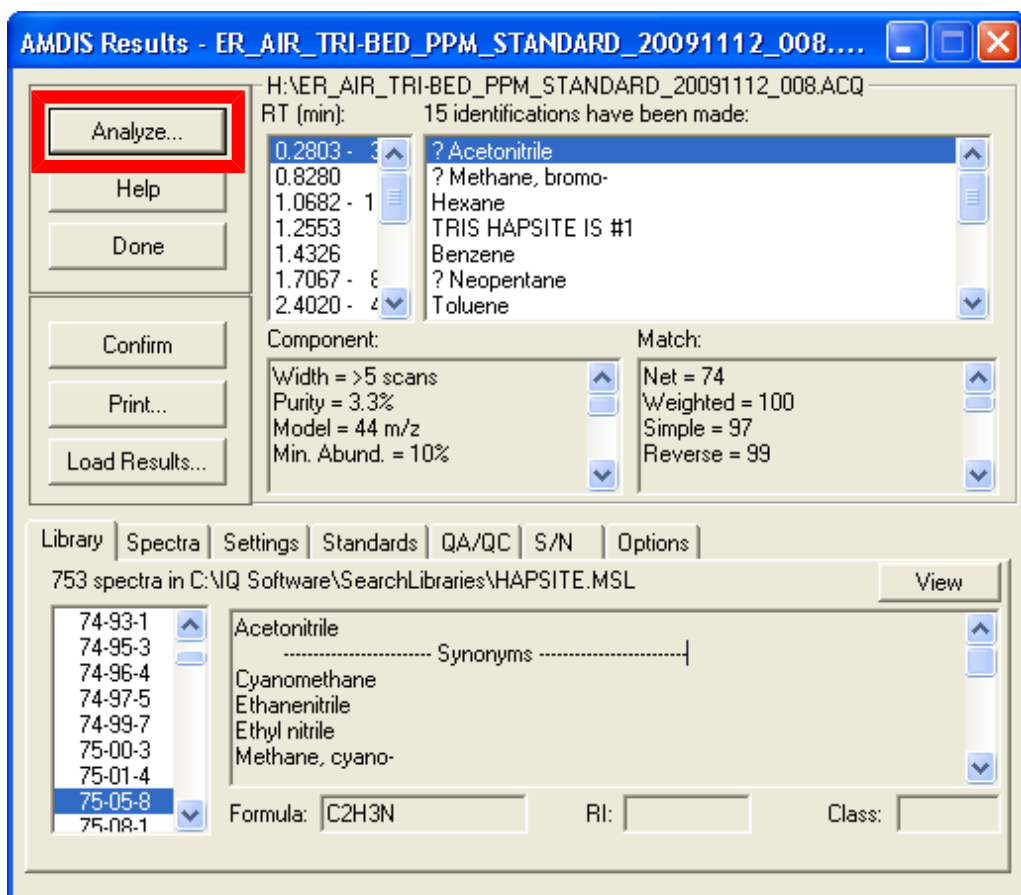 AMDIS Results - ER_AIR_TRI-BED_PPM_STANDARD_20091112_008....
H:\ER_AIR_TRI-BED_PPM_STANDARD_20091112_008.ACQ
Analyze...
Help
Done
Confirm
Print...
Load Results...
RT (min): 15 identifications have been made:
0.2803 - ? Acetonitrile
0.8280 ? Methane, bromo-
1.0682 - 1 Hexane
1.2553 TRIS HAPSITE IS #1
1.4326 Benzene
1.7067 - ? Neopentane
2.4020 - Toluene
Component: Match:
Width = >5 scans Net = 74
Purity = 3.3% Weighted = 100
Model = 44 m/z Simple = 97
Min. Abund. = 10% Reverse = 99
Library Spectra Settings Standards QA/QC S/N Options
753 spectra in C:\IQ Software\SearchLibraries\HAPSITE.MSL View
74-93-1
74-95-3
74-96-4
74-97-5
74-99-7
75-00-3
75-01-4
75-05-8
75-08-1
Acetonitrile
------------------------ Synonyms ------------------------
Cyanomethane
Ethanenitrile
Ethyl nitrile
Methane, cyano-
Formula: C2H3N RI: Class: